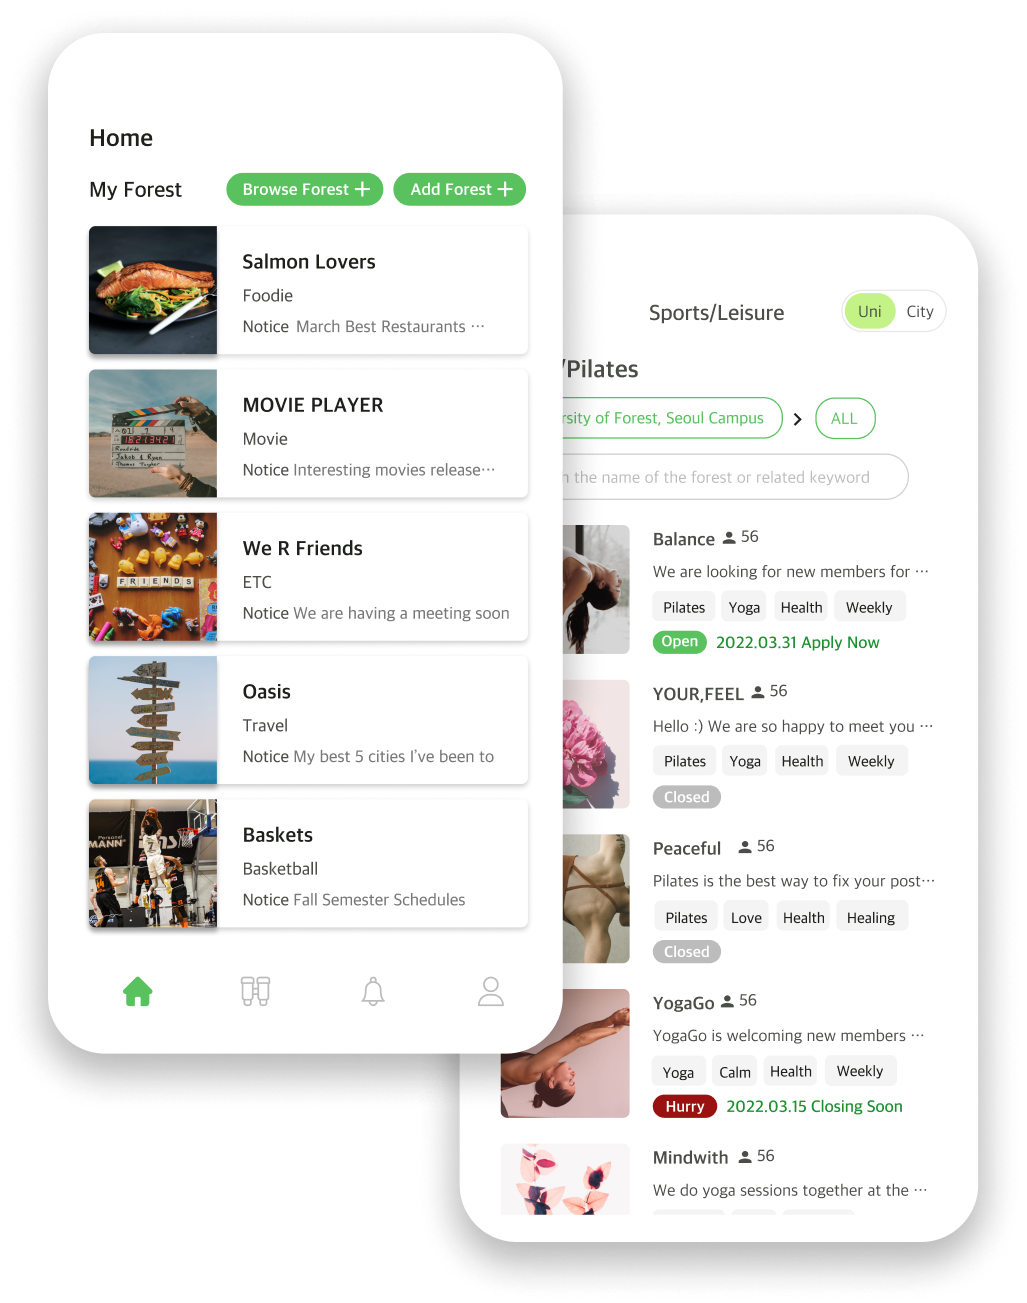 Home
My Forest
Browse Forest +
Add Forest +
Salmon Lovers
Foodie
Notice March Best Restaurants ···
MOVIE PLAYER
Movie
Notice Interesting movies release···
We R Friends
ETC
Notice We are having a meeting soon
FRIENDS
Oasis
Travel
Notice My best 5 cities I've been to
Baskets
Basketball
Notice Fall Semester Schedules
Personal
MANN
7
Sports/Leisure
Uni
City
/Pilates
rsity of Forest, Seoul Campus
ALL
the name of the forest or related keyword
Balance 56
We are looking for new members for ···
Pilates Yoga Health Weekly
Open 2022.03.31 Apply Now
YOUR,FEEL 56
Hello :) We are so happy to meet you ···
Pilates Yoga Health Weekly
Closed
Peaceful 56
Pilates is the best way to fix your post···
Pilates Love Health Healing
Closed
YogaGo 56
YogaGo is welcoming new members ···
Yoga Calm Health Weekly
Hurry 2022.03.15 Closing Soon
Mindwith 56
We do yoga sessions together at the ···